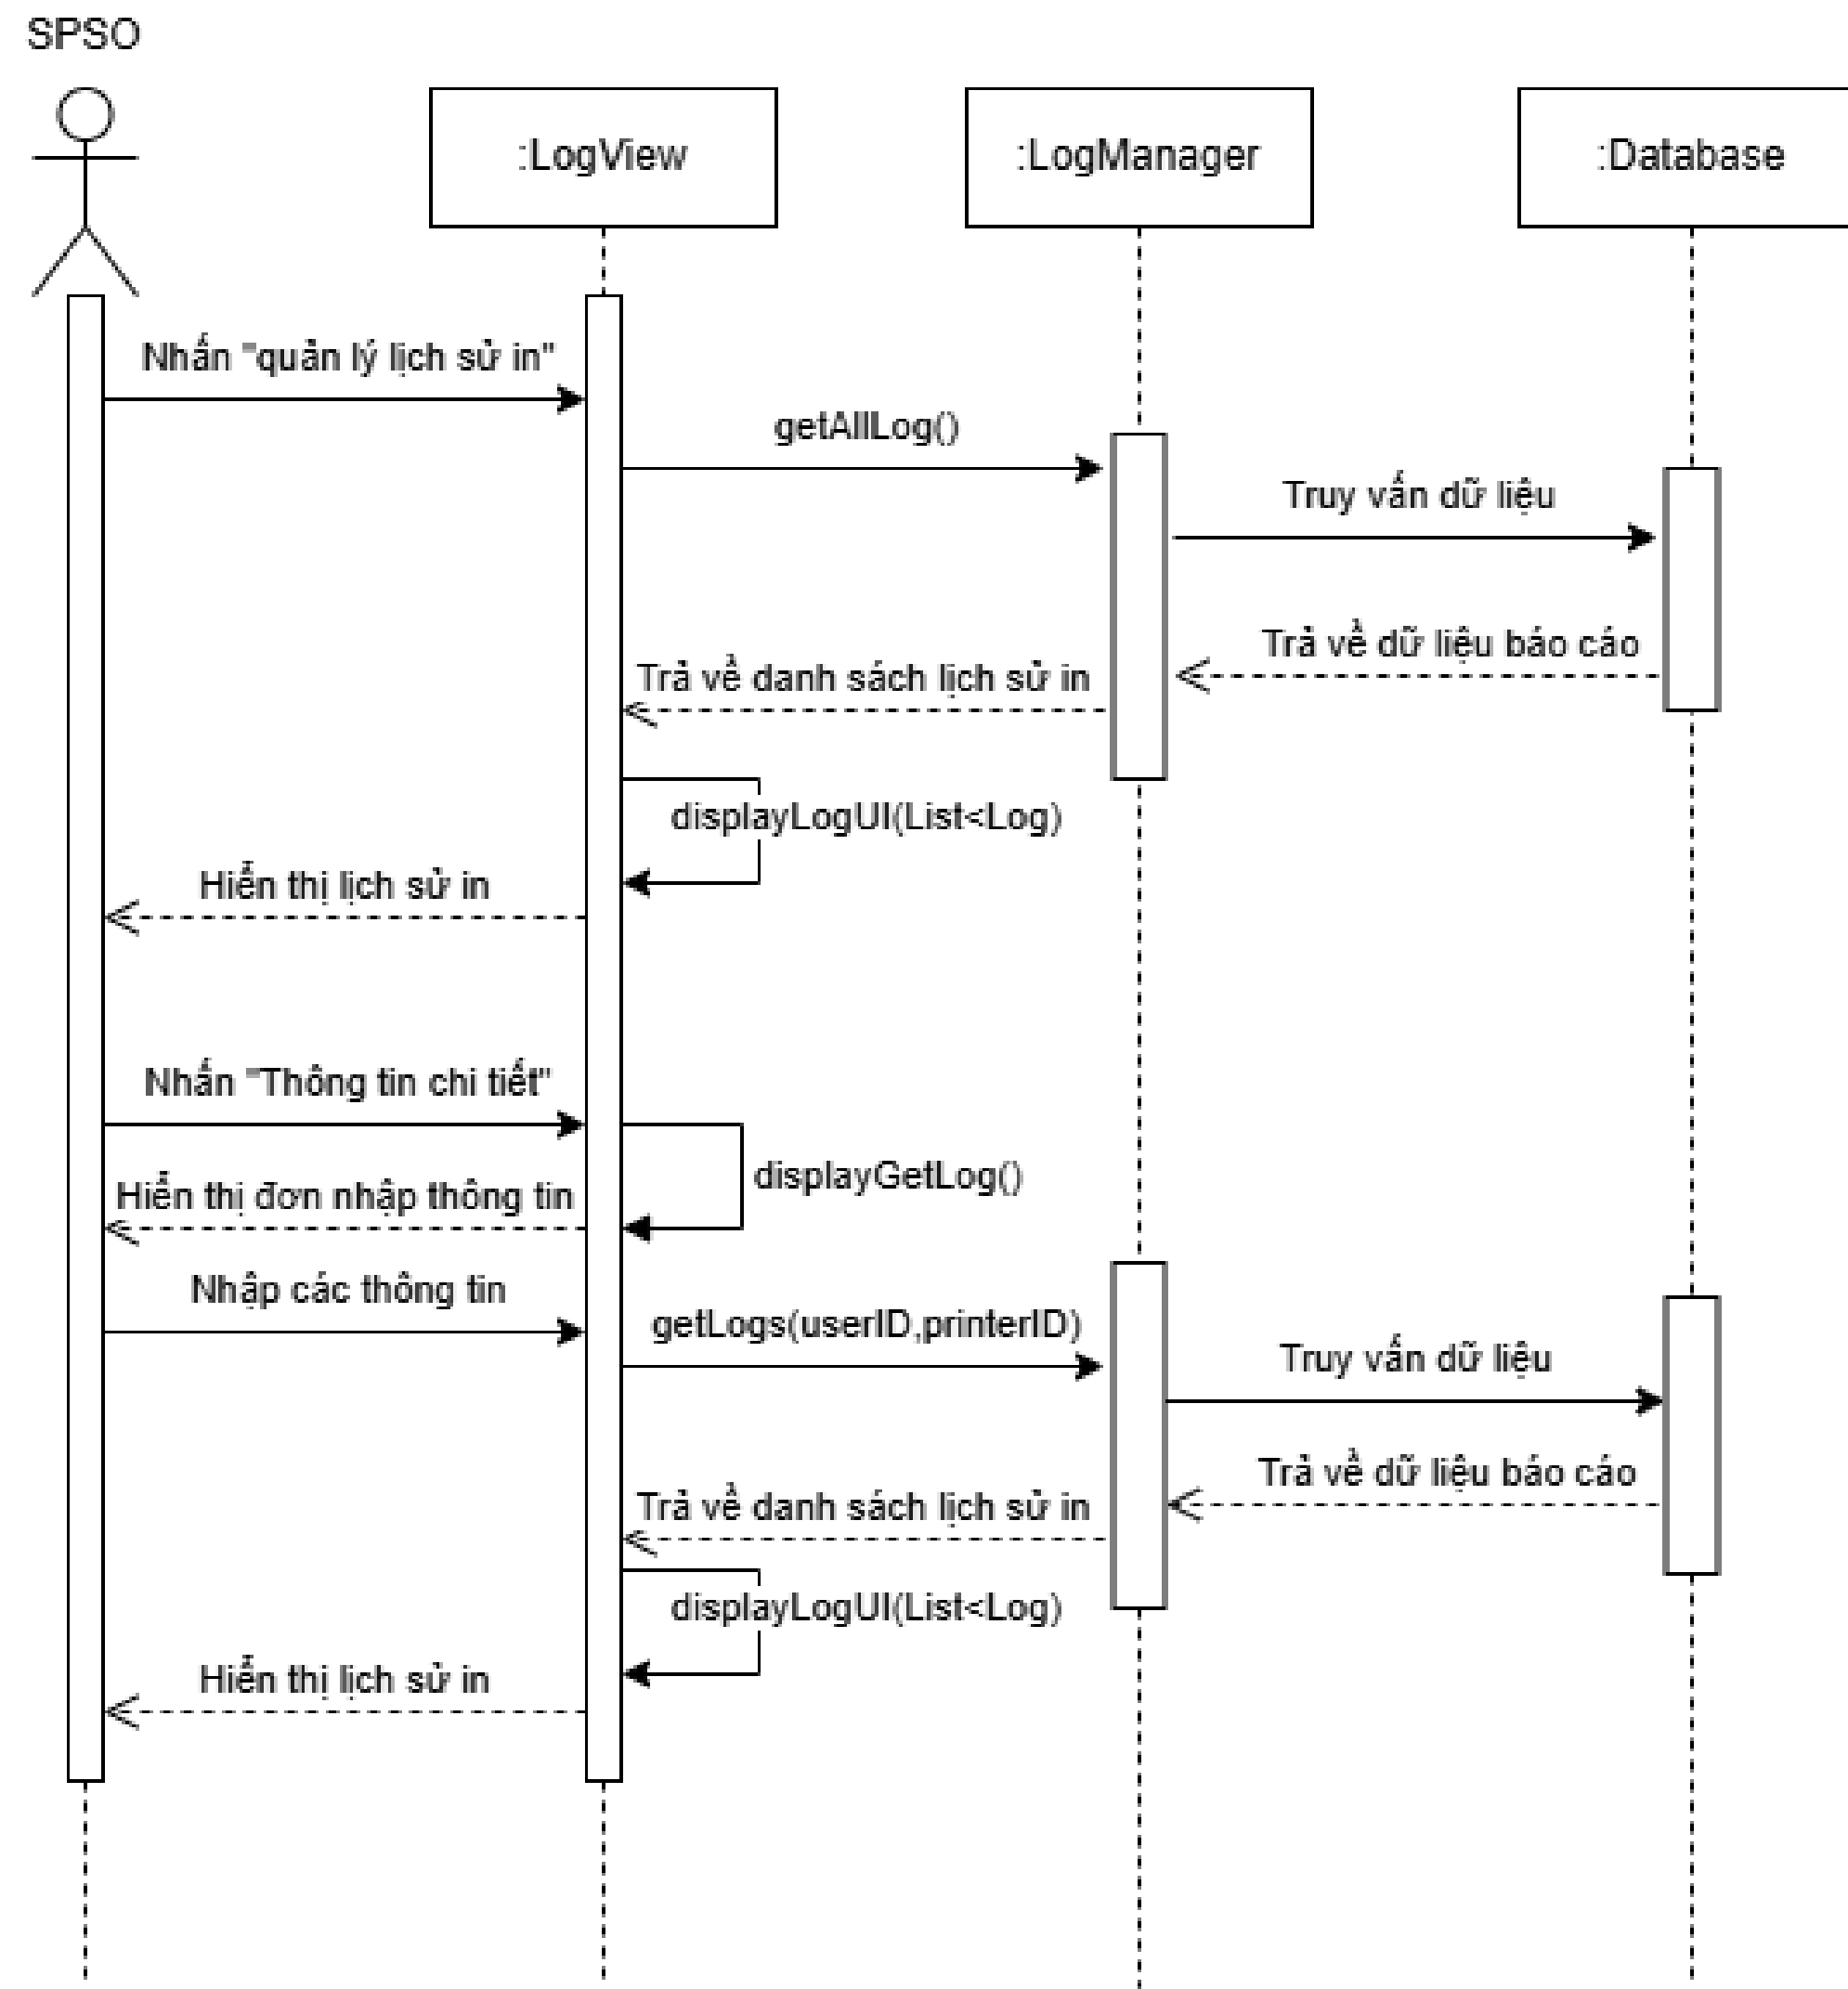 SPSO
:LogView
:LogManager
:Database
Nhấn "quản lý lịch sử in"
getAllLog()
Truy vấn dữ liệu
Trả về dữ liệu báo cáo
Trả về danh sách lịch sử in
displayLogUI(List<Log)
Hiển thị lịch sử in
Nhấn "Thông tin chi tiết"
displayGetLog()
Hiển thị đơn nhập thông tin
Nhập các thông tin
getLogs(userID,printerID)
Truy vấn dữ liệu
Trả về dữ liệu báo cáo
Trả về danh sách lịch sử in
displayLogUI(List<Log)
Hiển thị lịch sử in